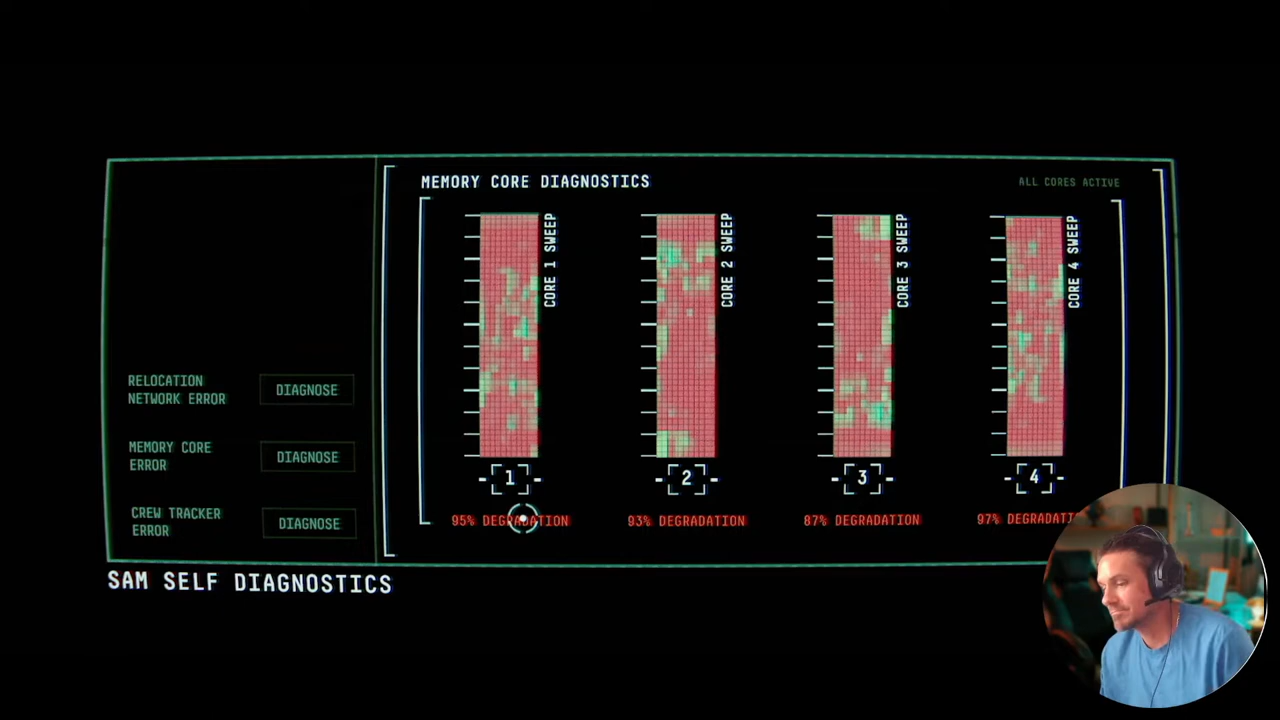 MEMORY CORE DIAGNOSTICS
ALL CORES ACTIVE
CORE 1 SWEEP
CORE 2 SWEEP
CORE 3 SWEEP
CORE 4 SWEEP
RELOCATION
NETWORK ERROR
DIAGNOSE
MEMORY CORE
ERROR
DIAGNOSE
CREW TRACKER
ERROR
DIAGNOSE
1
2
3
4
95% DEGRADATION
93% DEGRADATION
87% DEGRADATION
97% DEGRADATI
SAM SELF DIAGNOSTICS